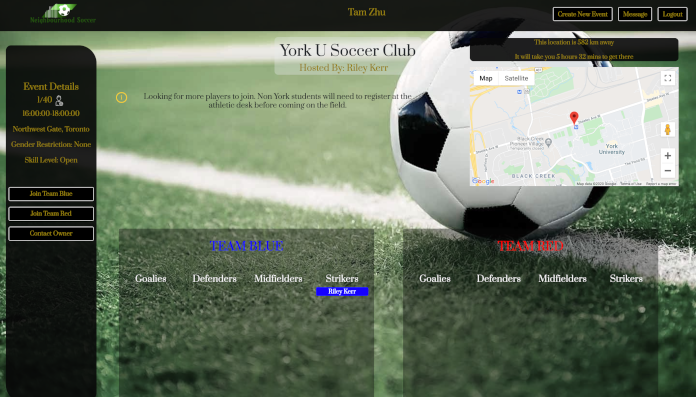 Neighbourhood Soccer
Tam Zhu
Create New Event
Message
Logout
York U Soccer Club
Hosted By: Riley Kerr
This location is 582 km away
It will take you 5 hours 32 mins to get there
Event Details
1/40
16:00:00-18:00:00
Northwest Gate, Toronto
Gender Restriction: None
Skill Level: Open
Join Team Blue
Join Team Red
Contact Owner
Looking for more players to join. Non York students will need to register at the
athletic desk before coming on the field.
Map
Satellite
Black Creek
Pioneer Village
York
University
BLACK CREEK
Google
Map data ©2020 Google
Terms of Use
Report a map error
TEAM BLUE
Goalies
Defenders
Midfielders
Strikers
Riley Kerr
TEAM RED
Goalies
Defenders
Midfielders
Strikers